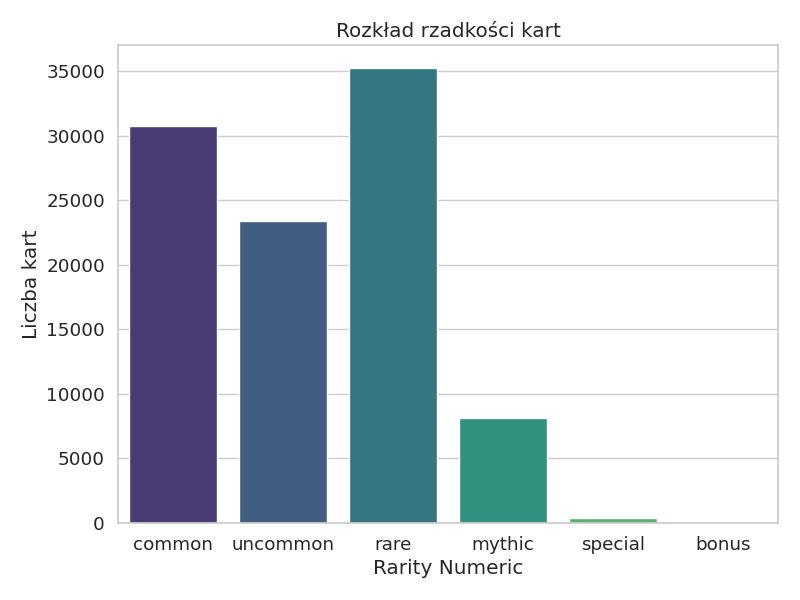 Rozkład rzadkości kart
Liczba kart
35000
30000
25000
20000
15000
10000
5000
0
common uncommon rare mythic special bonus
Rarity Numeric